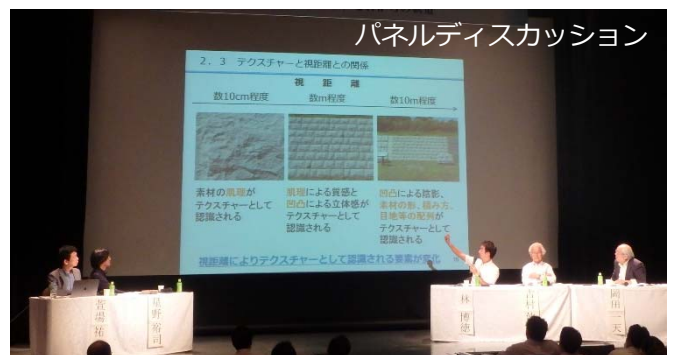 パネルディスカッション
2. 3 テクスチャーと視距離との関係
視 距 離
数10cm程度
数m程度
数10m程度
素材の肌理が
テクスチャーとして
認識される
肌理による質感と
凹凸による立体感が
テクスチャーとして
認識される
凹凸による陰影、
素材の形、積み方、
目地等の配列が
テクスチャーとして
認識される
視距離によりテクスチャーとして認識される要素が変化
星野裕司
林 博徳